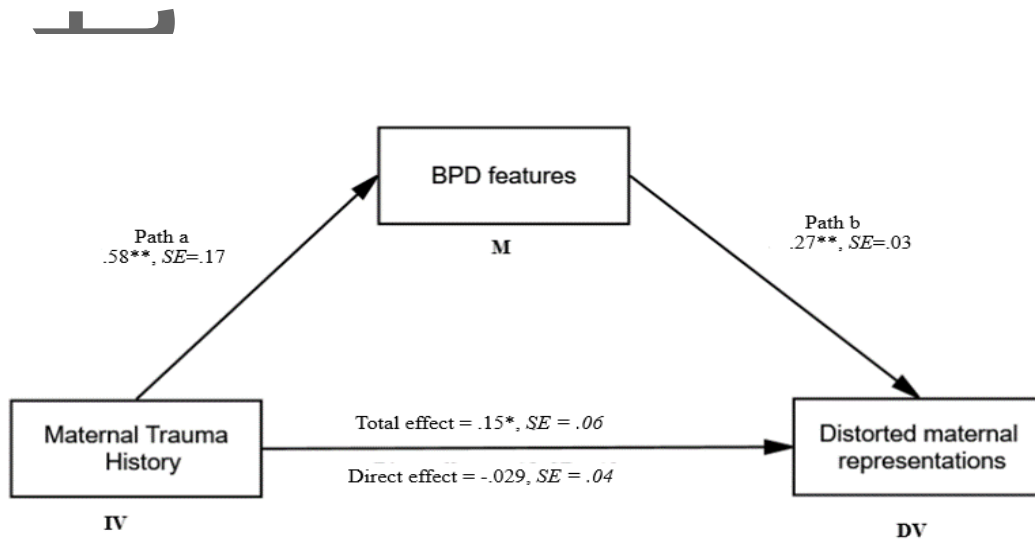 BPD features
M
Path a
.58**, SE=.17
Path b
.27**, SE=.03
Maternal Trauma
History
IV
Total effect = .15*, SE = .06
Direct effect = -.029, SE = .04
Distorted maternal
representations
DV